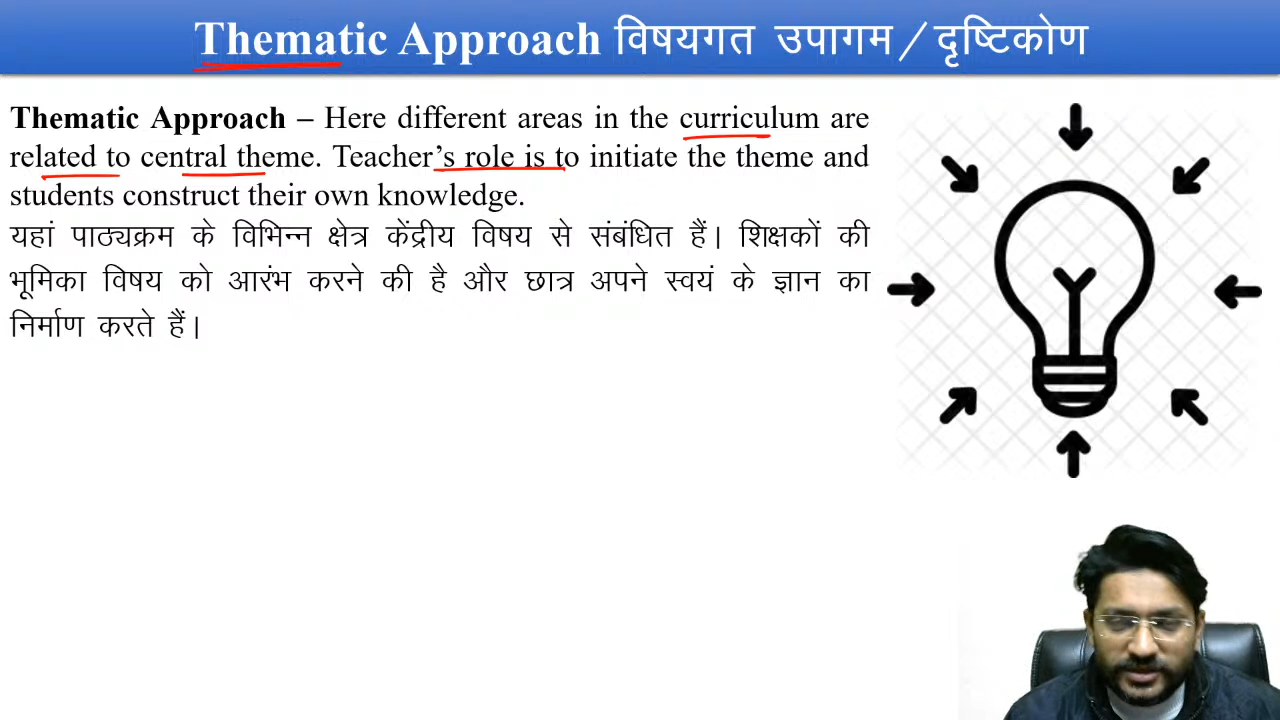 Thematic Approach विषयगत उपागम/दृष्टिकोण
Thematic Approach – Here different areas in the curriculum are
related to central theme. Teacher’s role is to initiate the theme and
students construct their own knowledge.
यहां पाठ्यक्रम के विभिन्न क्षेत्र केंद्रीय विषय से संबंधित हैं। शिक्षकों की
भूमिका विषय को आरंभ करने की है और छात्र अपने स्वयं के ज्ञान का
निर्माण करते हैं।